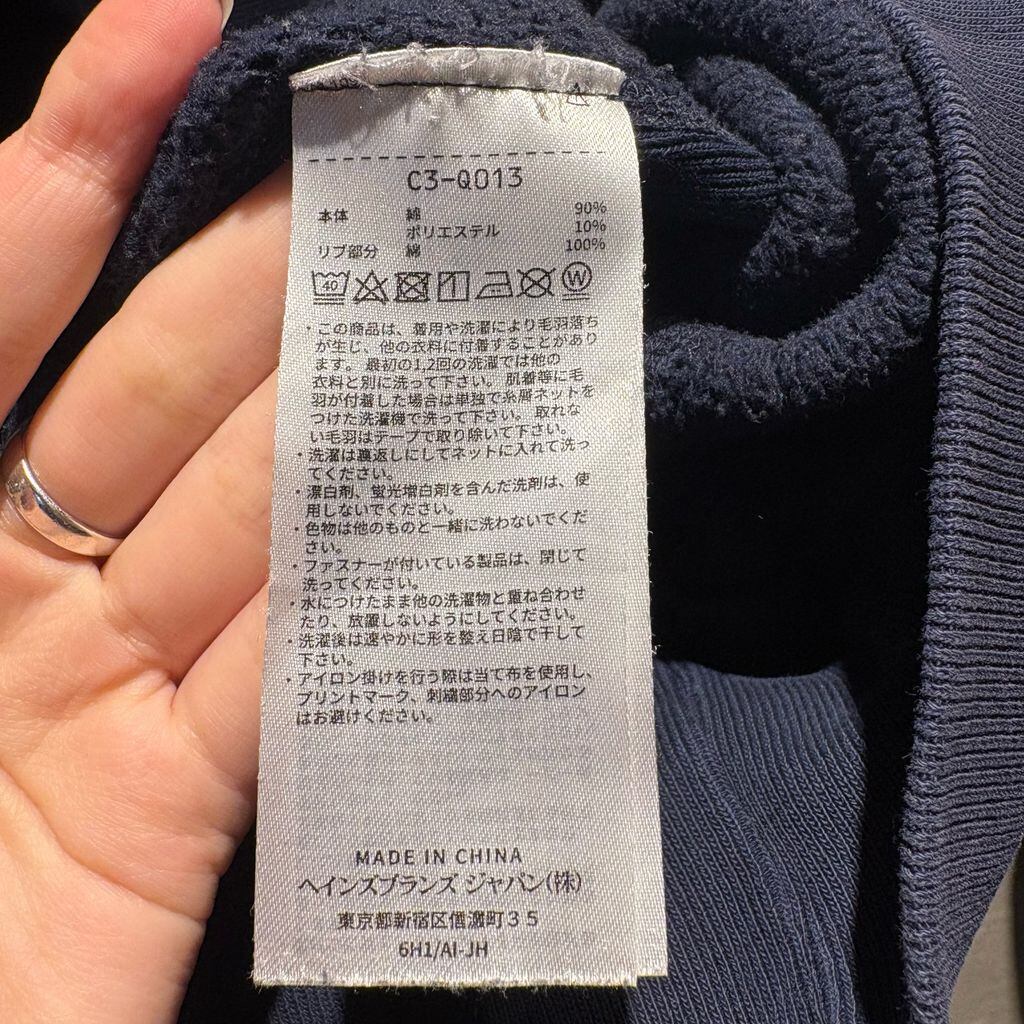 C3-Q013
本体 綿 90%
ポリエステル 10%
リブ部分 綿 100%
40 W
・この商品は、着用や洗濯により毛羽落ち
が生じ、他の衣料に付着することがあり
ます。最初の1,2回の洗濯では他の
衣料と別に洗って下さい。肌着等に毛
羽が付着した場合は単独で糸屑ネットを
つけた洗濯機で洗って下さい。取れな
い毛羽はテープで取り除いて下さい。
・洗濯は裏返しにしてネットに入れて洗っ
てください。
・漂白剤、蛍光増白剤を含んだ洗剤は、使
用しないでください。
・色物は他のものと一緒に洗わないでくだ
さい。
・ファスナーが付いている製品は、閉じて
洗ってください。
・水につけたまま他の洗濯物と重ね合わせ
たり、放置しないようにしてください。
・洗濯後は速やかに形を整え日陰で干して
下さい。
・アイロン掛けを行う際は当て布を使用し、
プリントマーク、刺繍部分へのアイロン
はお避けください。
MADE IN CHINA
ヘインズブランズ ジャパン(株)
東京都新宿区信濃町35
6H1/AI-JH